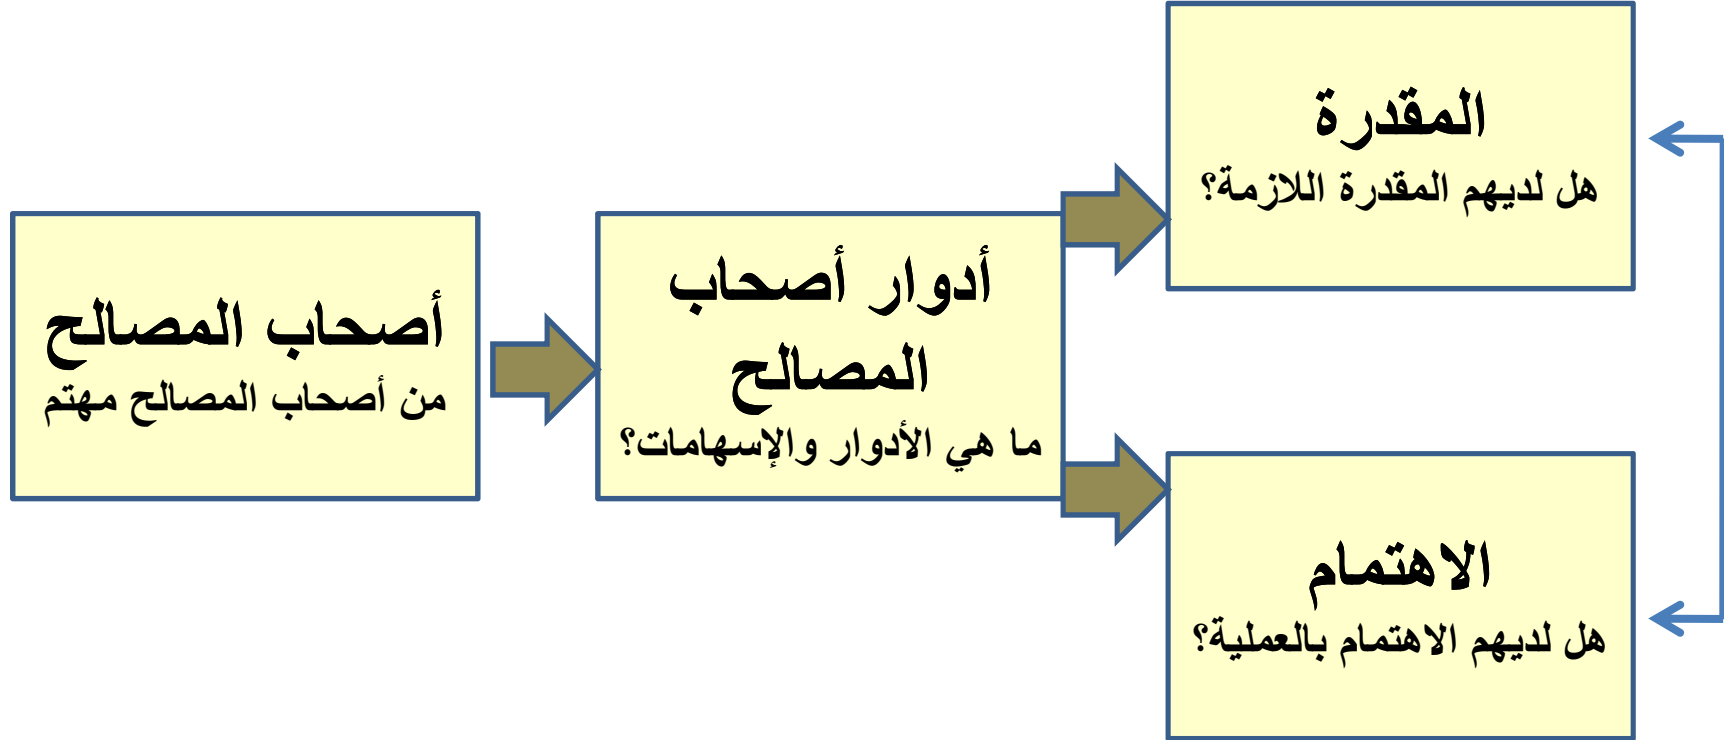 أصحاب المصالح
من أصحاب المصالح مهتم
أدوار أصحاب
المصالح
ما هي الأدوار والإسهامات؟
المقدرة
هل لديهم المقدرة اللازمة؟
الاهتمام
هل لديهم الاهتمام بالعملية؟